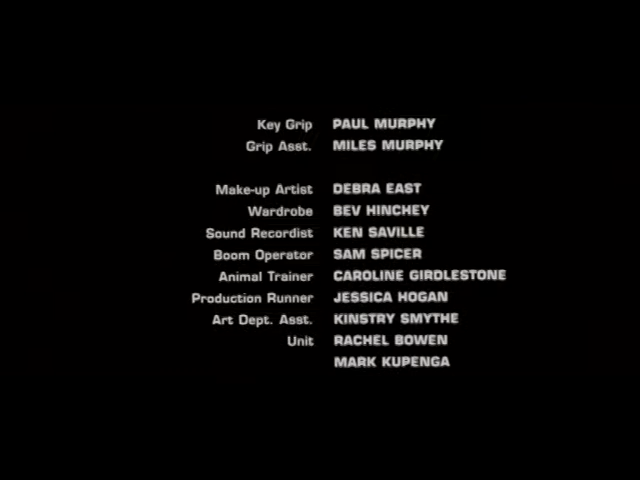 Key Grip PAUL MURPHY
Grip Asst. MILES MURPHY
Make-up Artist DEBRA EAST
Wardrobe BEV HINCHEY
Sound Recordist KEN SAVILLE
Boom Operator SAM SPICER
Animal Trainer CAROLINE GIRDLESTONE
Production Runner JESSICA HOGAN
Art Dept. Asst. KINSTRY SMYTHE
Unit RACHEL BOWEN
MARK KUPENGA